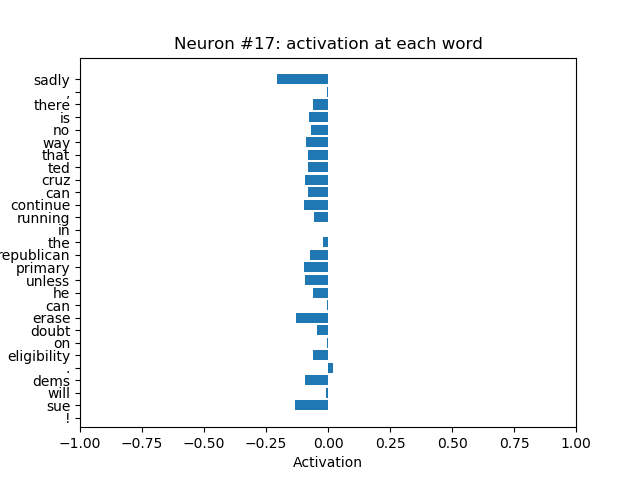 Neuron #17: activation at each word
sadly
,
there
is
no
way
that
ted
cruz
can
continue
running
in
the
republican
primary
unless
he
can
erase
doubt
on
eligibility
.
dems
will
sue
!
−1.00 −0.75 −0.50 −0.25 0.00 0.25 0.50 0.75 1.00
Activation